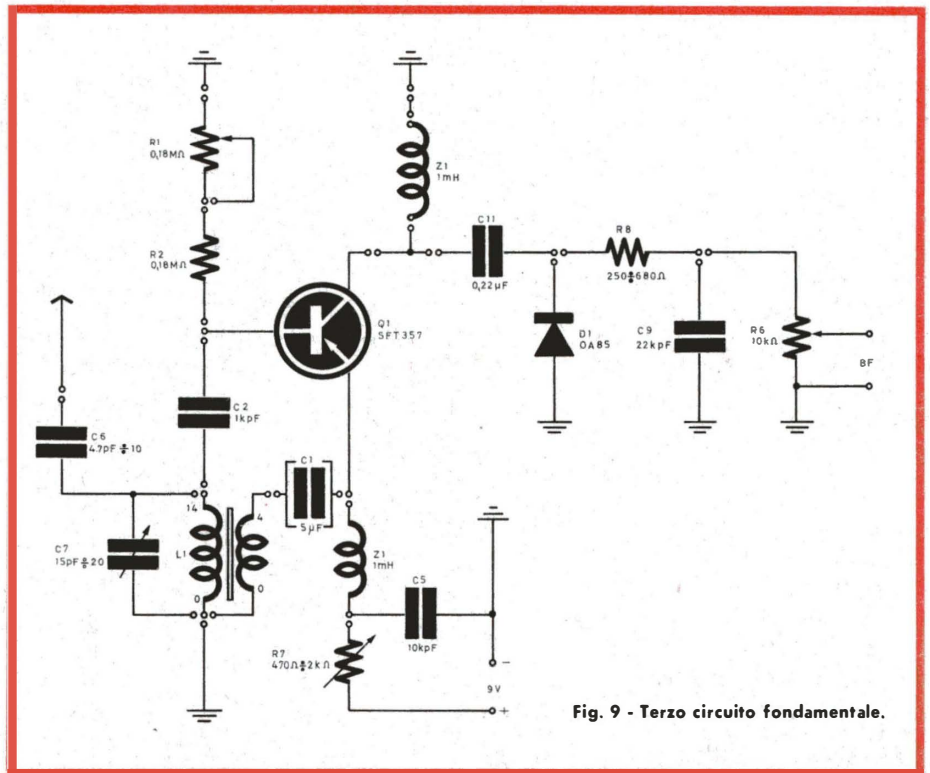 R1
0,18MΩ
R2
0,18MΩ
Z1
1mH
C11
0,22µF
R8
250÷680Ω
Q1
SFT357
D1
OA85
C9
22kpF
R6
10kΩ
BF
C2
1kpF
C6
4.7pF÷10
C1
5µF
14
4
C7
15pF÷20
L1
0
0
Z1
1mH
C5
10kpF
R7
470Ω÷2kΩ
-
9V
+
Fig. 9 - Terzo circuito fondamentale.